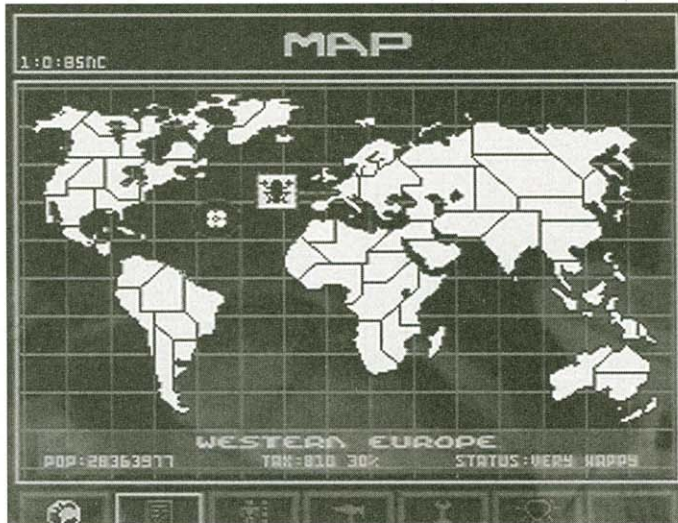 MAP
1:0:85NC
WESTERN EUROPE
POP:28363977 TAX:810 30% STATUS:VERY HAPPY